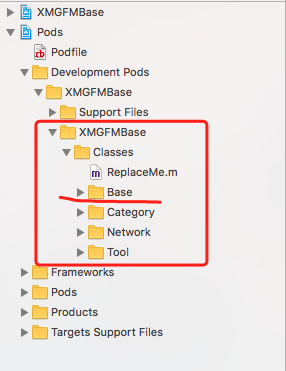 XMGFMBase
Pods
Podfile
Development Pods
XMGFMBase
Support Files
XMGFMBase
Classes
ReplaceMe.m
Base
Category
Network
Tool
Frameworks
Pods
Products
Targets Support Files